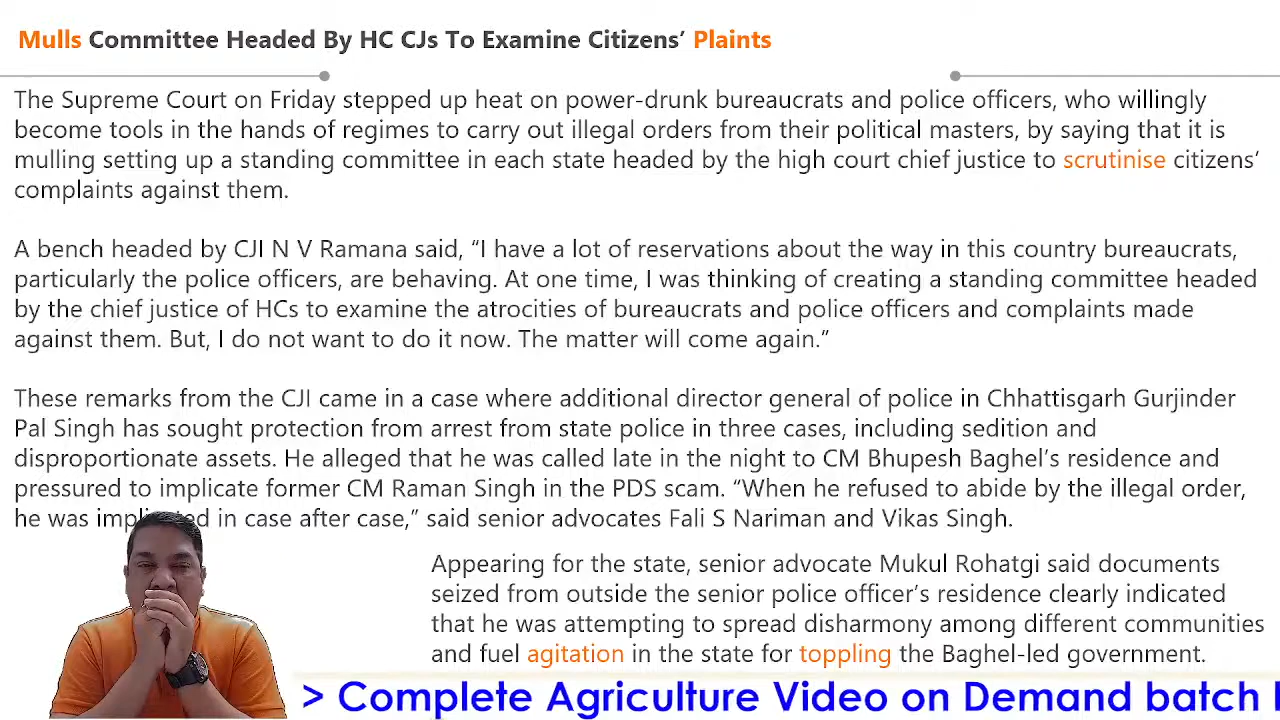 Mulls Committee Headed By HC CJs To Examine Citizens’ Plaints
The Supreme Court on Friday stepped up heat on power-drunk bureaucrats and police officers, who willingly
become tools in the hands of regimes to carry out illegal orders from their political masters, by saying that it is
mulling setting up a standing committee in each state headed by the high court chief justice to scrutinise citizens’
complaints against them.
A bench headed by CJI N V Ramana said, “I have a lot of reservations about the way in this country bureaucrats,
particularly the police officers, are behaving. At one time, I was thinking of creating a standing committee headed
by the chief justice of HCs to examine the atrocities of bureaucrats and police officers and complaints made
against them. But, I do not want to do it now. The matter will come again.”
These remarks from the CJI came in a case where additional director general of police in Chhattisgarh Gurjinder
Pal Singh has sought protection from arrest from state police in three cases, including sedition and
disproportionate assets. He alleged that he was called late in the night to CM Bhupesh Baghel’s residence and
pressured to implicate former CM Raman Singh in the PDS scam. “When he refused to abide by the illegal order,
he was in case after case,” said senior advocates Fali S Nariman and Vikas Singh.
Appearing for the state, senior advocate Mukul Rohatgi said documents
seized from outside the senior police officer’s residence clearly indicated
that he was attempting to spread disharmony among different communities
and fuel agitation in the state for toppling the Baghel-led government.
> Complete Agriculture Video on Demand batch